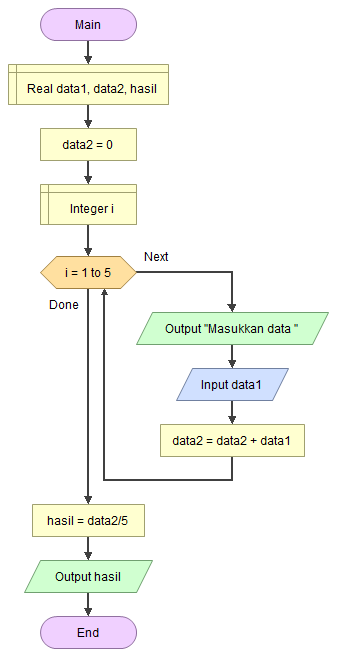 Main
Real data1, data2, hasil
data2 = 0
Integer i
i = 1 to 5
Next
Done
Output "Masukkan data "
Input data1
data2 = data2 + data1
hasil = data2/5
Output hasil
End